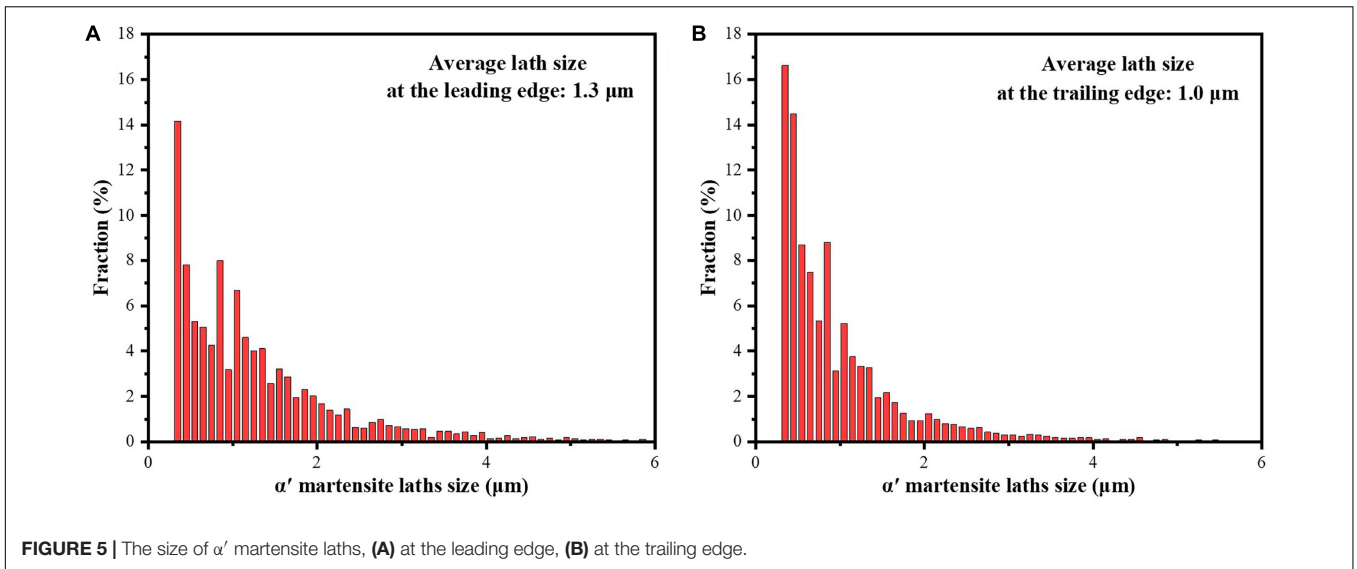 A
18
16
14
12
10
8
6
4
2
0
Fraction (%)
Average lath size
at the leading edge: 1.3 μm
0 2 4 6
α′ martensite laths size (μm)
B
18
16
14
12
10
8
6
4
2
0
Fraction (%)
Average lath size
at the trailing edge: 1.0 μm
0 2 4 6
α′ martensite laths size (μm)
FIGURE 5 | The size of α′ martensite laths, (A) at the leading edge, (B) at the trailing edge.